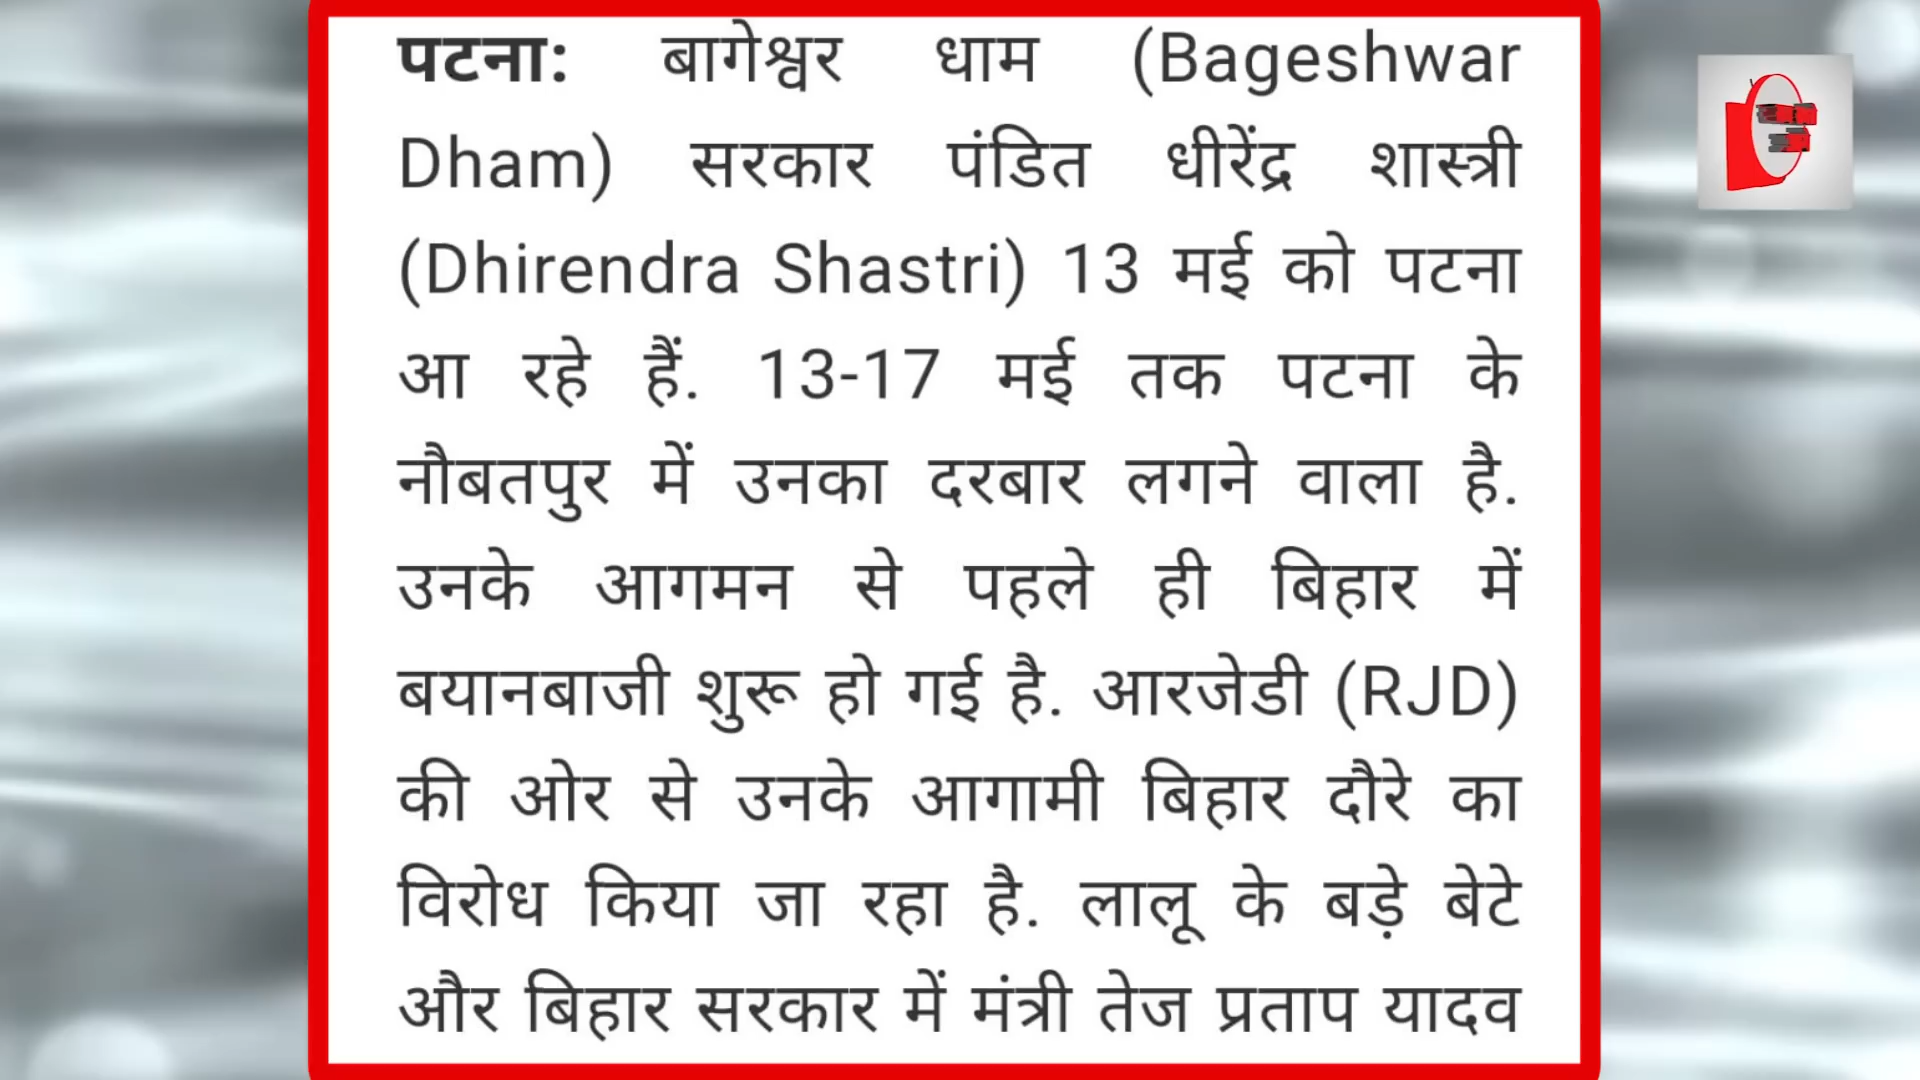 पटना: बागेश्वर धाम (Bageshwar
Dham) सरकार पंडित धीरेंद्र शास्त्री
(Dhirendra Shastri) 13 मई को पटना
आ रहे हैं. 13-17 मई तक पटना के
नौबतपुर में उनका दरबार लगने वाला है.
उनके आगमन से पहले ही बिहार में
बयानबाजी शुरू हो गई है. आरजेडी (RJD)
की ओर से उनके आगामी बिहार दौरे का
विरोध किया जा रहा है. लालू के बड़े बेटे
और बिहार सरकार में मंत्री तेज प्रताप यादव